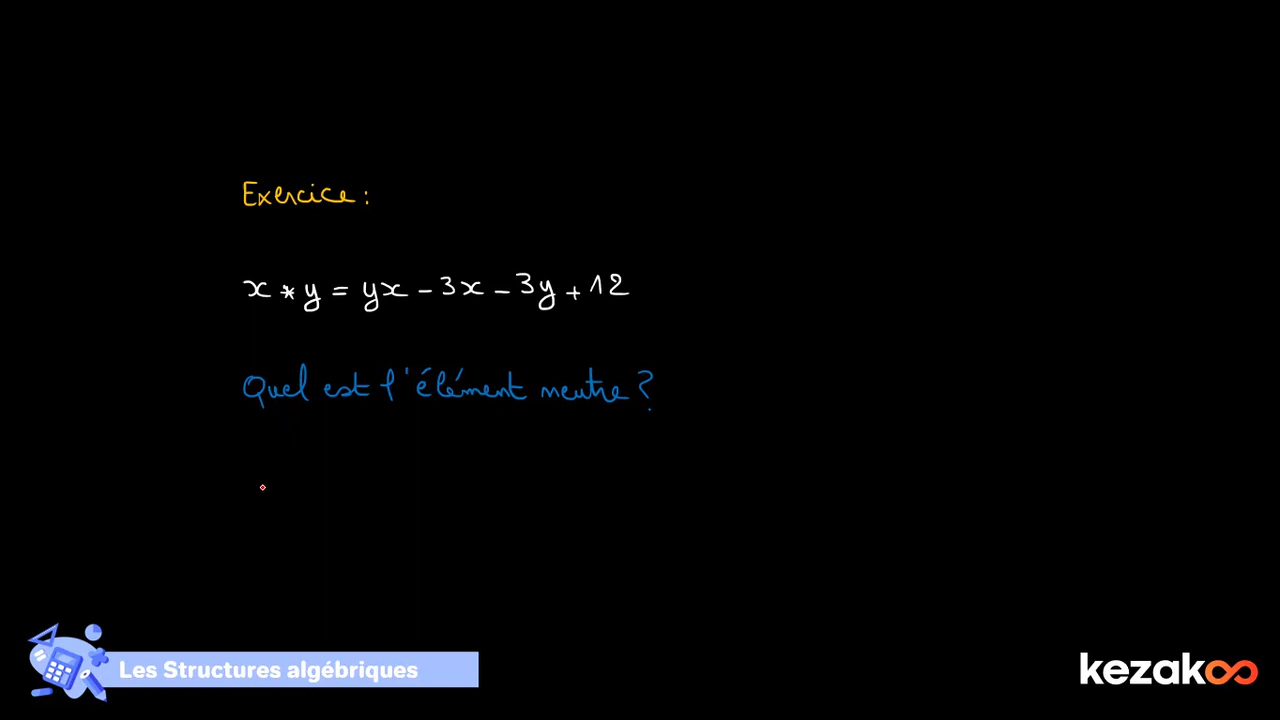 Exercice :
x * y = yx - 3x - 3y + 12
Quel est l'élément neutre ?
Les Structures algébriques
kezakoo